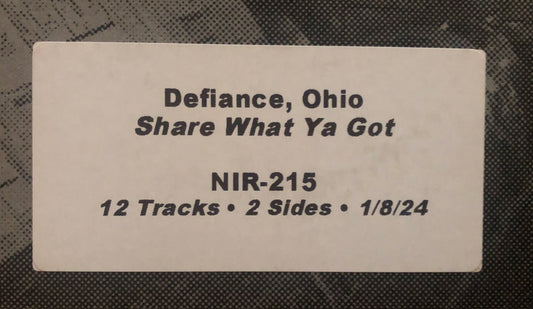 Defiance, Ohio
Share What Ya Got
NIR-215
12 Tracks • 2 Sides • 1/8/24